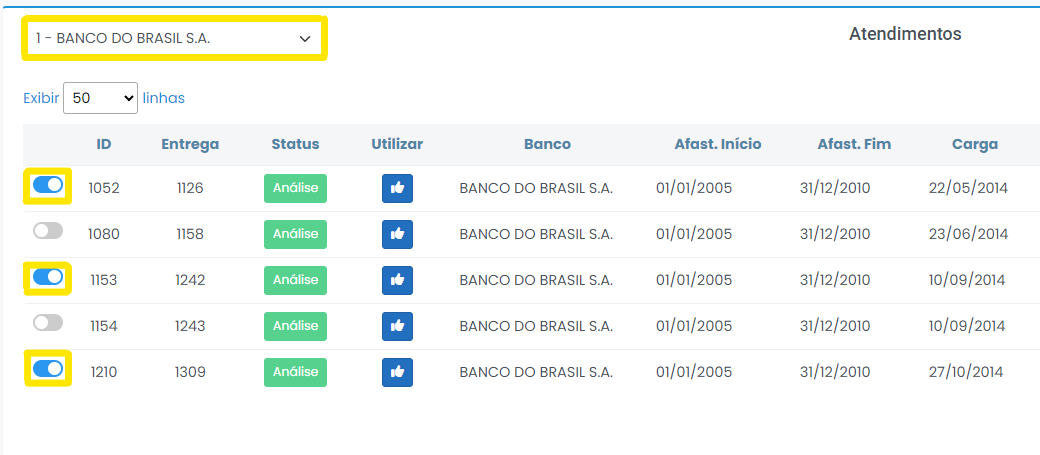 1 - BANCO DO BRASIL S.A.
Atendimentos
Exibir 50 linhas
ID Entrega Status Utilizar Banco Afast. Início Afast. Fim Carga
1052 1126 Análise BANCO DO BRASIL S.A. 01/01/2005 31/12/2010 22/05/2014
1080 1158 Análise BANCO DO BRASIL S.A. 01/01/2005 31/12/2010 23/06/2014
1153 1242 Análise BANCO DO BRASIL S.A. 01/01/2005 31/12/2010 10/09/2014
1154 1243 Análise BANCO DO BRASIL S.A. 01/01/2005 31/12/2010 10/09/2014
1210 1309 Análise BANCO DO BRASIL S.A. 01/01/2005 31/12/2010 27/10/2014